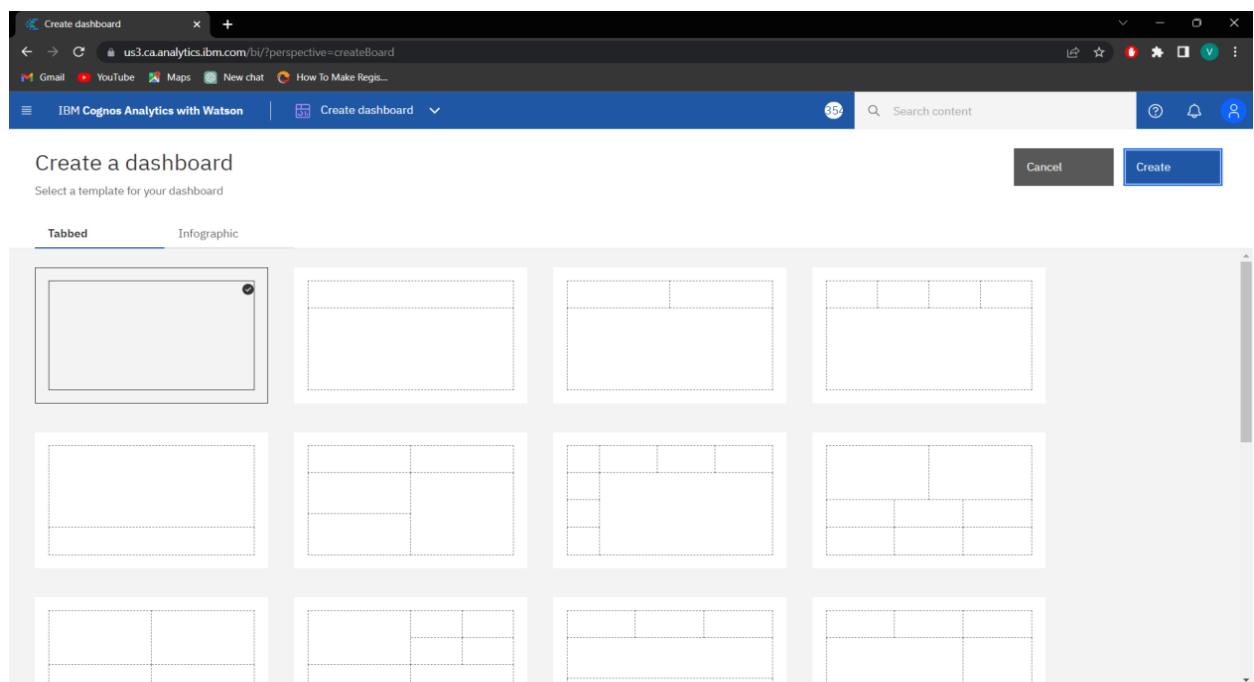 Create dashboard
us3.ca.analytics.ibm.com/bi/?perspective=createBoard
Gmail YouTube Maps New chat How To Make Regis...
IBM Cognos Analytics with Watson Create dashboard 354 Search content
Create a dashboard
Cancel Create
Select a template for your dashboard
Tabbed Infographic